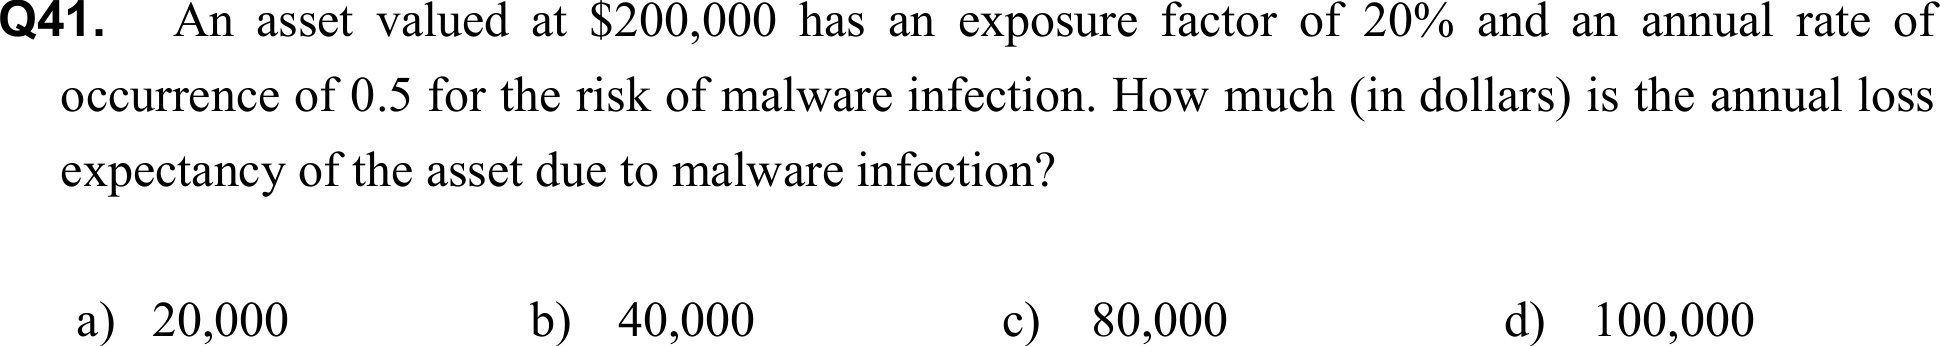 Q41. An asset valued at $200,000 has an exposure factor of 20% and an annual rate of
occurrence of 0.5 for the risk of malware infection. How much (in dollars) is the annual loss
expectancy of the asset due to malware infection?
a) 20,000 b) 40,000 c) 80,000 d) 100,000